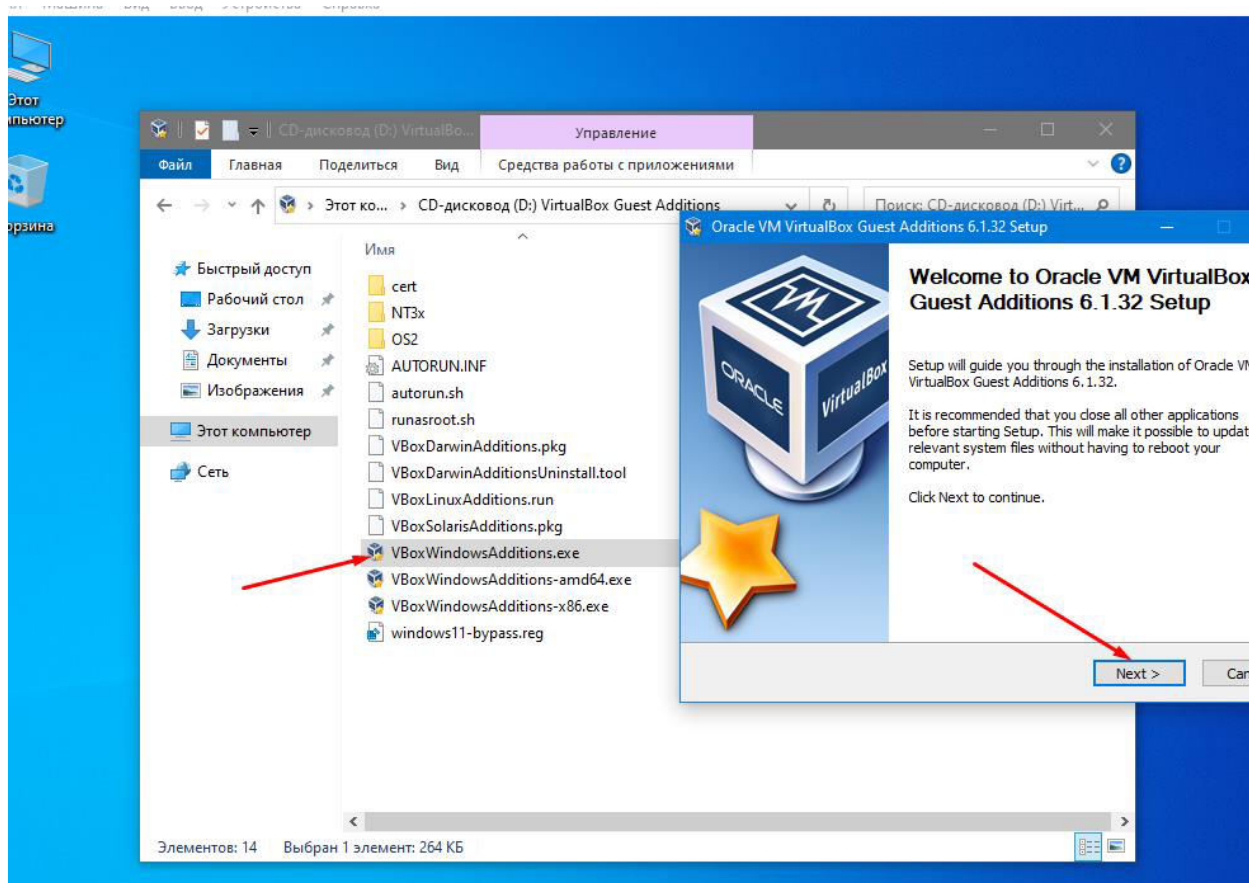 Этот
Управление
CD-дисковод (D:) VirtualBo...
Файл Главная Поделиться Вид Средства работы с приложениями
Этот ко... > CD-дисковод (D:) VirtualBox Guest Additions
Поиск: CD-дисковод (D:) Virt...
Имя
Быстрый доступ
Рабочий стол
Загрузки
Документы
Изображения
Этот компьютер
Сеть
cert
NT3x
OS2
AUTORUN.INF
autorun.sh
runasroot.sh
VBoxDarwinAdditions.pkg
VBoxDarwinAdditionsUninstall.tool
VBoxLinuxAdditions.run
VBoxSolarisAdditions.pkg
VBoxWindowsAdditions.exe
VBoxWindowsAdditions-amd64.exe
VBoxWindowsAdditions-x86.exe
windows11-bypass.reg
Элементов: 14 Выбран 1 элемент: 264 КБ
Oracle VM VirtualBox Guest Additions 6.1.32 Setup
ORACLE
VirtualBox
Welcome to Oracle VM VirtualBox
Guest Additions 6.1.32 Setup
Setup will guide you through the installation of Oracle VM
VirtualBox Guest Additions 6.1.32.
It is recommended that you close all other applications
before starting Setup. This will make it possible to updat
relevant system files without having to reboot your
computer.
Click Next to continue.
Next >
Can